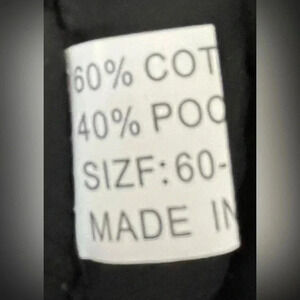 60% COT
40% POO
SIZF: 60-
MADE IN